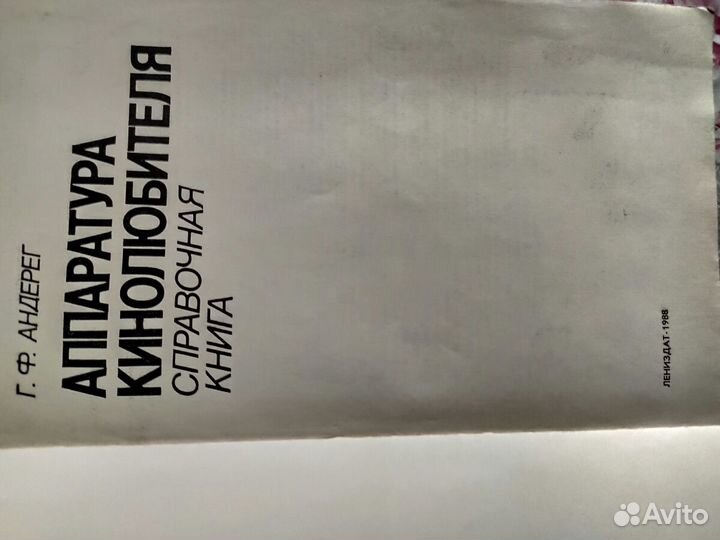 Г. Ф. АНДЕРЕГ
АППАРАТУРА
КИНОЛЮБИТЕЛЯ
СПРАВОЧНАЯ
КНИГА
ЛЕНИЗДАТ·1988
Avito